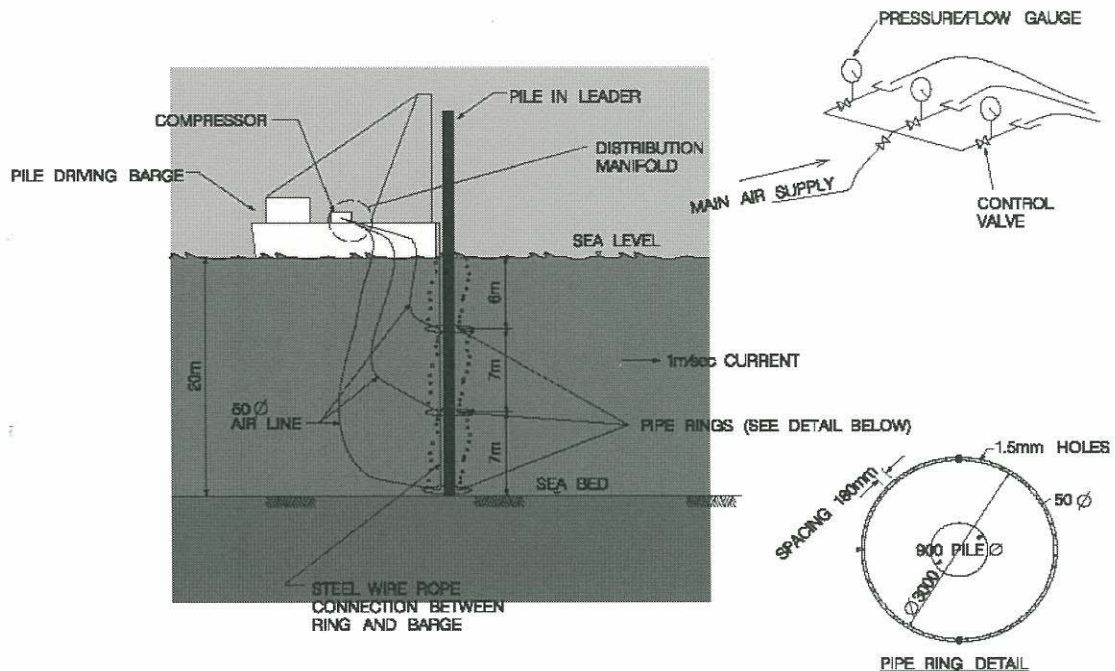 PRESSURE/FLOW GAUGE
PILE IN LEADER
COMPRESSOR
DISTRIBUTION
MANIFOLD
PILE DRIVING BARGE
MAIN AIR SUPPLY
CONTROL
VALVE
SEA LEVEL
6m
20m
7m
1m/sec CURRENT
50 Ø
AIR LINE
PIPE RINGS (SEE DETAIL BELOW)
7m
1.5mm HOLES
SEA BED
SPACING 180mm
50 Ø
900 PILE Ø
Ø3000
STEEL WIRE ROPE
CONNECTION BETWEEN
RING AND BARGE
PIPE RING DETAIL